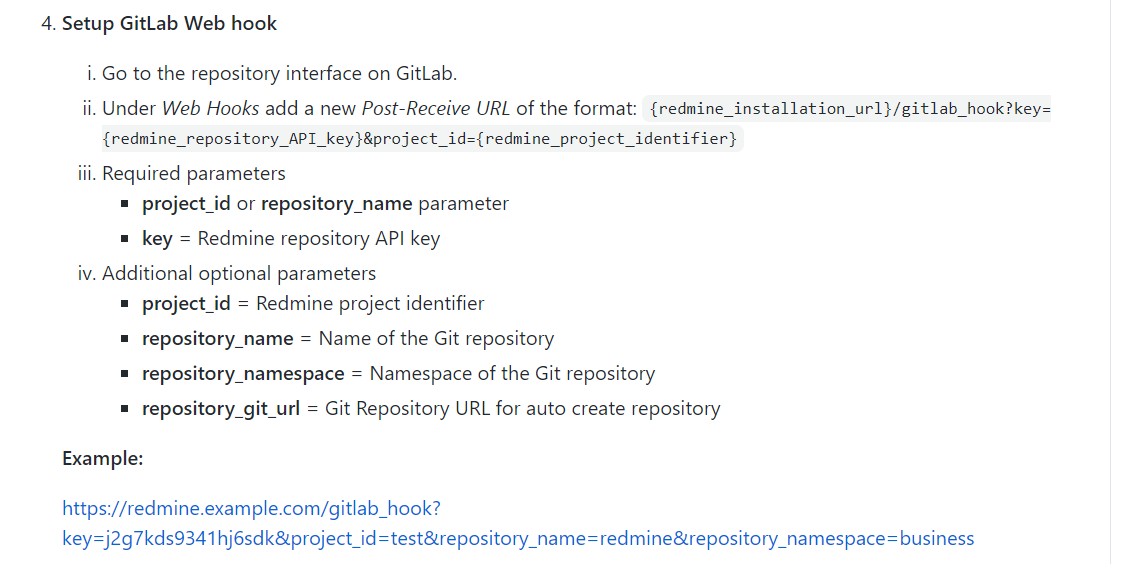 4. Setup GitLab Web hook
i. Go to the repository interface on GitLab.
ii. Under Web Hooks add a new Post-Receive URL of the format: {redmine_installation_url}/gitlab_hook?key=
{redmine_repository_API_key}&project_id={redmine_project_identifier}
iii. Required parameters
▪ project_id or repository_name parameter
▪ key = Redmine repository API key
iv. Additional optional parameters
▪ project_id = Redmine project identifier
▪ repository_name = Name of the Git repository
▪ repository_namespace = Namespace of the Git repository
▪ repository_git_url = Git Repository URL for auto create repository
Example:
https://redmine.example.com/gitlab_hook?
key=j2g7kds9341hj6sdk&project_id=test&repository_name=redmine&repository_namespace=business